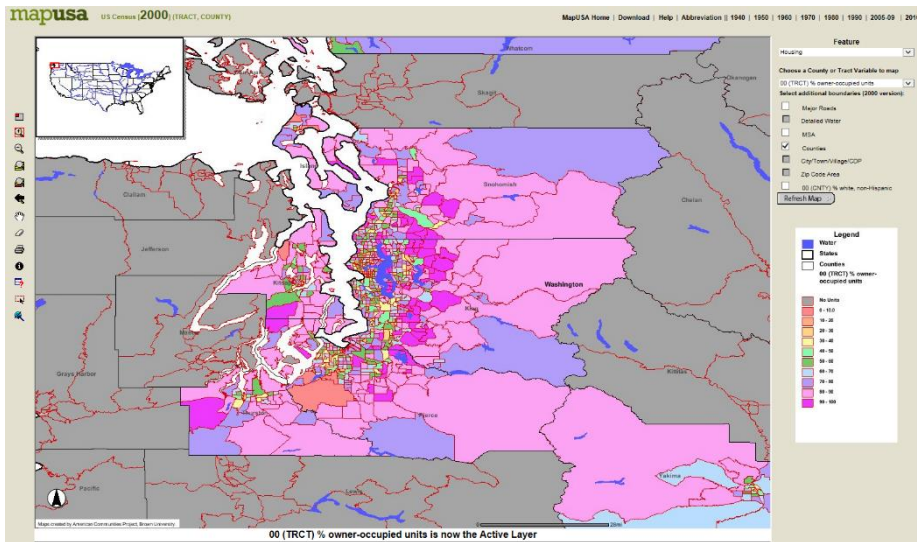 mapusa US Census (2000) (TRACT, COUNTY)
MapUSA Home | Download | Help | Abbreviation || 1940 | 1950 | 1960 | 1970 | 1980 | 1990 | 2005-09 | 201
Feature
Housing
Choose a County or Tract Variable to map
00 (TRCT) % owner-occupied units
Select additional boundaries (2000 version):
Major Roads
Detailed Water
MSA
Counties
City/Town/Village/CDP
Zip Code Area
00 (CNTY) % white, non-Hispanic
Refresh Map
Legend
Water
States
Counties
00 (TRCT) % owner-
occupied units
No Units
0 - 10.0
10 - 20
20 - 30
30 - 40
40 - 50
50 - 60
60 - 70
70 - 80
80 - 90
90 - 100
Whatcom
Okanogan
Skagit
Island
Snohomish
Clallam
Chelan
Jefferson
Washington
King
Grays Harbor
Kittitas
Thurston
Pierce
Yakima
Pacific
Lewis
Maps created by American Communities Project, Brown University.
00 (TRCT) % owner-occupied units is now the Active Layer